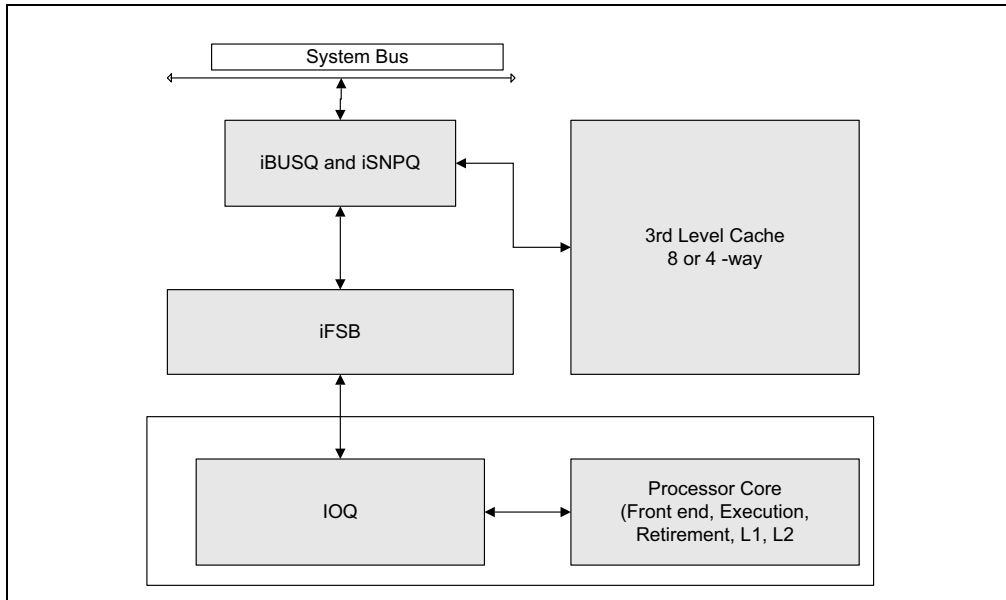 System Bus
iBUSQ and iSNPQ
3rd Level Cache
8 or 4 -way
iFSB
IOQ
Processor Core
(Front end, Execution,
Retirement, L1, L2